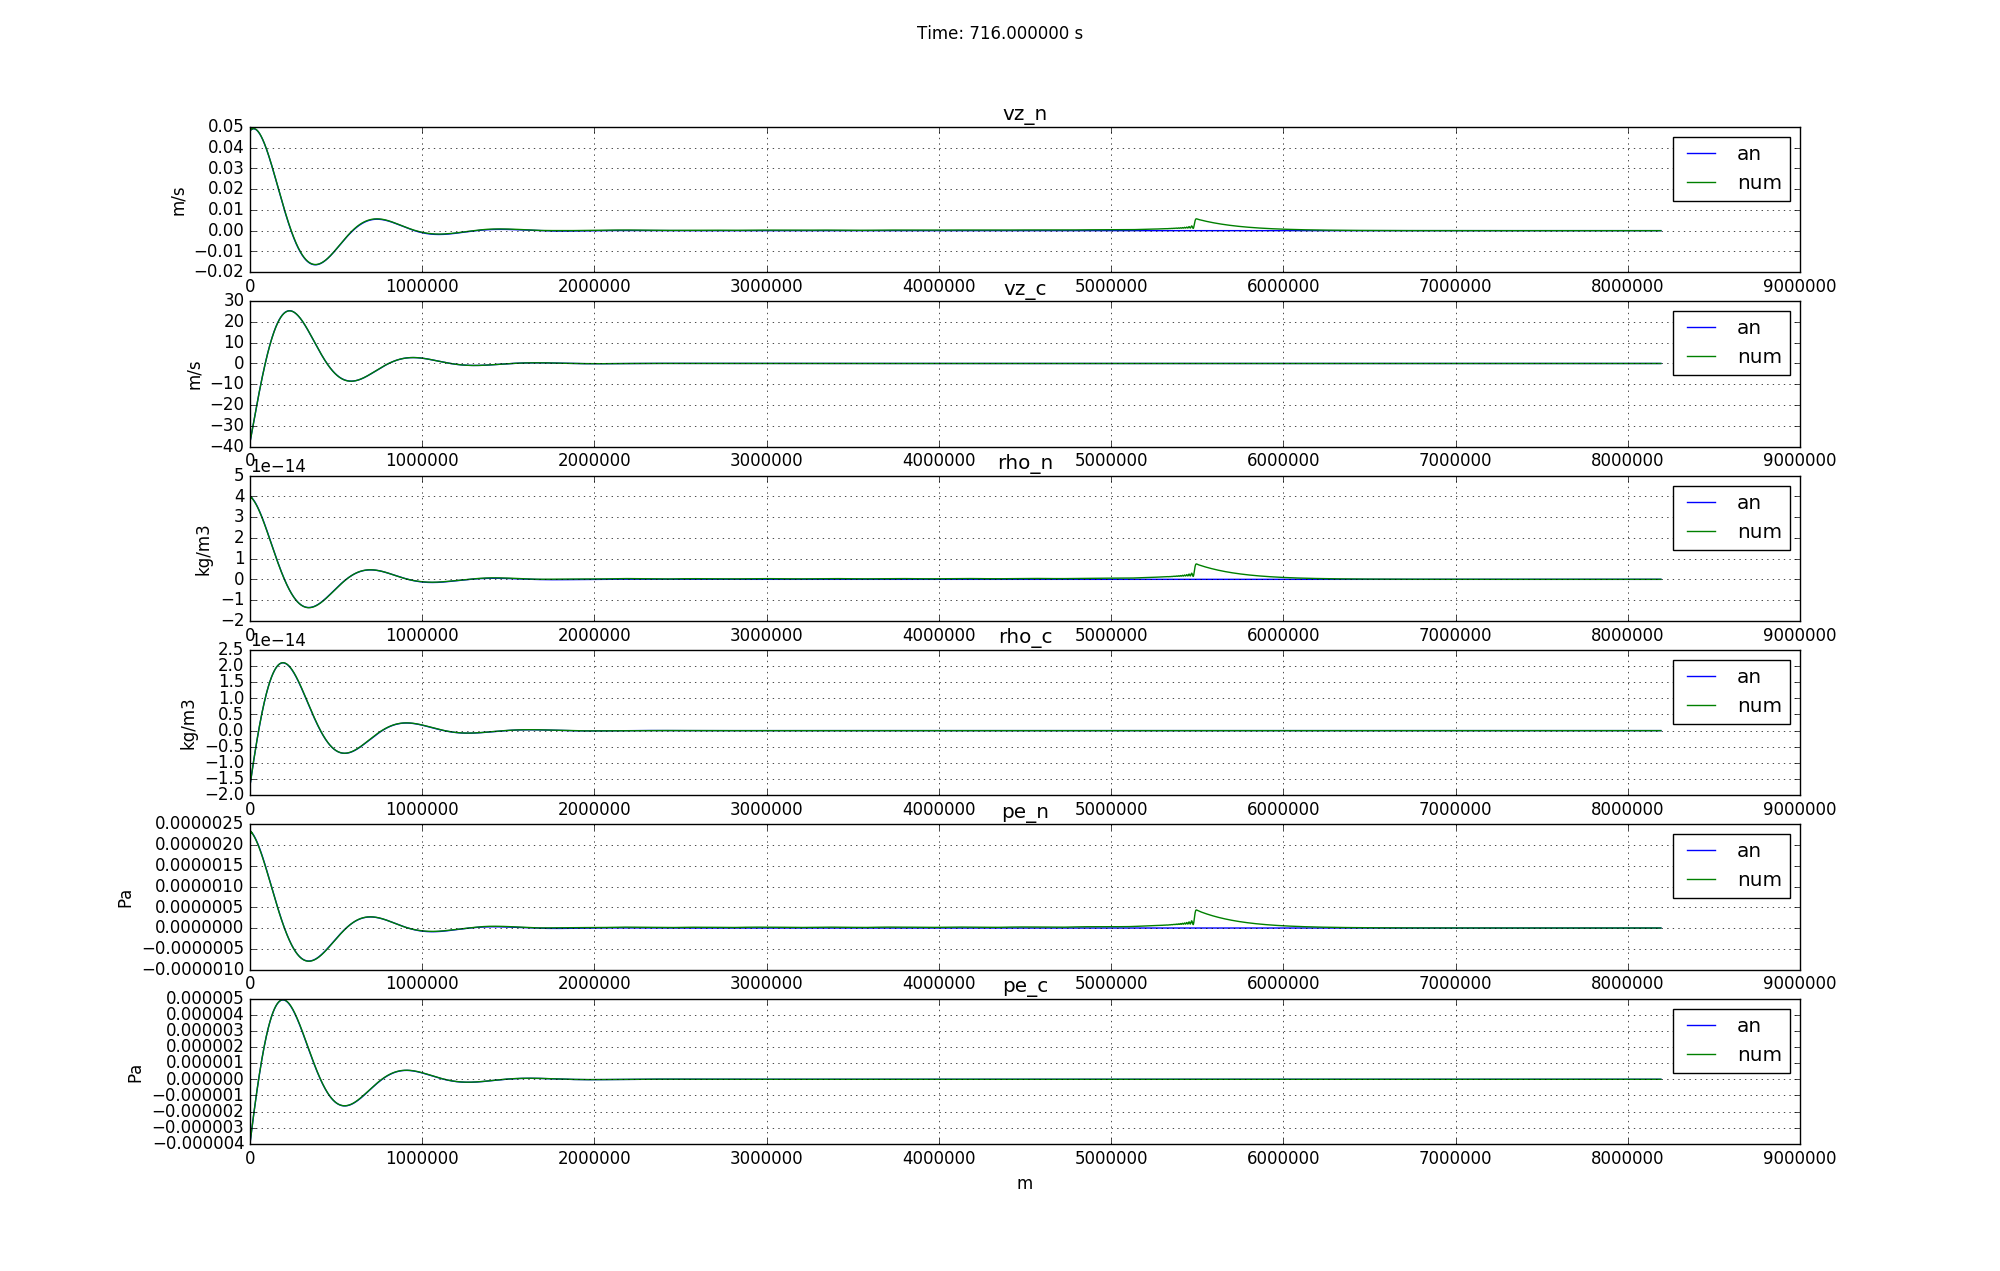 Time: 716.000000 s
vz_n
0.05
0.04
0.03
0.02
0.01
0.00
−0.01
−0.02
m/s
an
num
0 1000000 2000000 3000000 4000000 5000000 6000000 7000000 8000000 9000000
vz_c
30
20
10
0
−10
−20
−30
−40
m/s
an
num
0 1000000 2000000 3000000 4000000 5000000 6000000 7000000 8000000 9000000
1e−14
rho_n
5
4
3
2
1
0
−1
−2
kg/m3
an
num
0 1000000 2000000 3000000 4000000 5000000 6000000 7000000 8000000 9000000
1e−14
rho_c
2.5
2.0
1.5
1.0
0.5
0.0
−0.5
−1.0
−1.5
−2.0
kg/m3
an
num
0 1000000 2000000 3000000 4000000 5000000 6000000 7000000 8000000 9000000
pe_n
0.0000025
0.0000020
0.0000015
0.0000010
0.0000005
0.0000000
−0.0000005
−0.0000010
Pa
an
num
0 1000000 2000000 3000000 4000000 5000000 6000000 7000000 8000000 9000000
pe_c
0.000005
0.000004
0.000003
0.000002
0.000001
0.000000
−0.000001
−0.000002
−0.000003
−0.000004
Pa
an
num
0 1000000 2000000 3000000 4000000 5000000 6000000 7000000 8000000 9000000
m